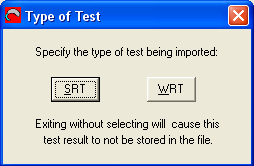 Type of Test
Specify the type of test being imported:
SRT
WRT
Exiting without selecting will cause this
test result to not be stored in the file.